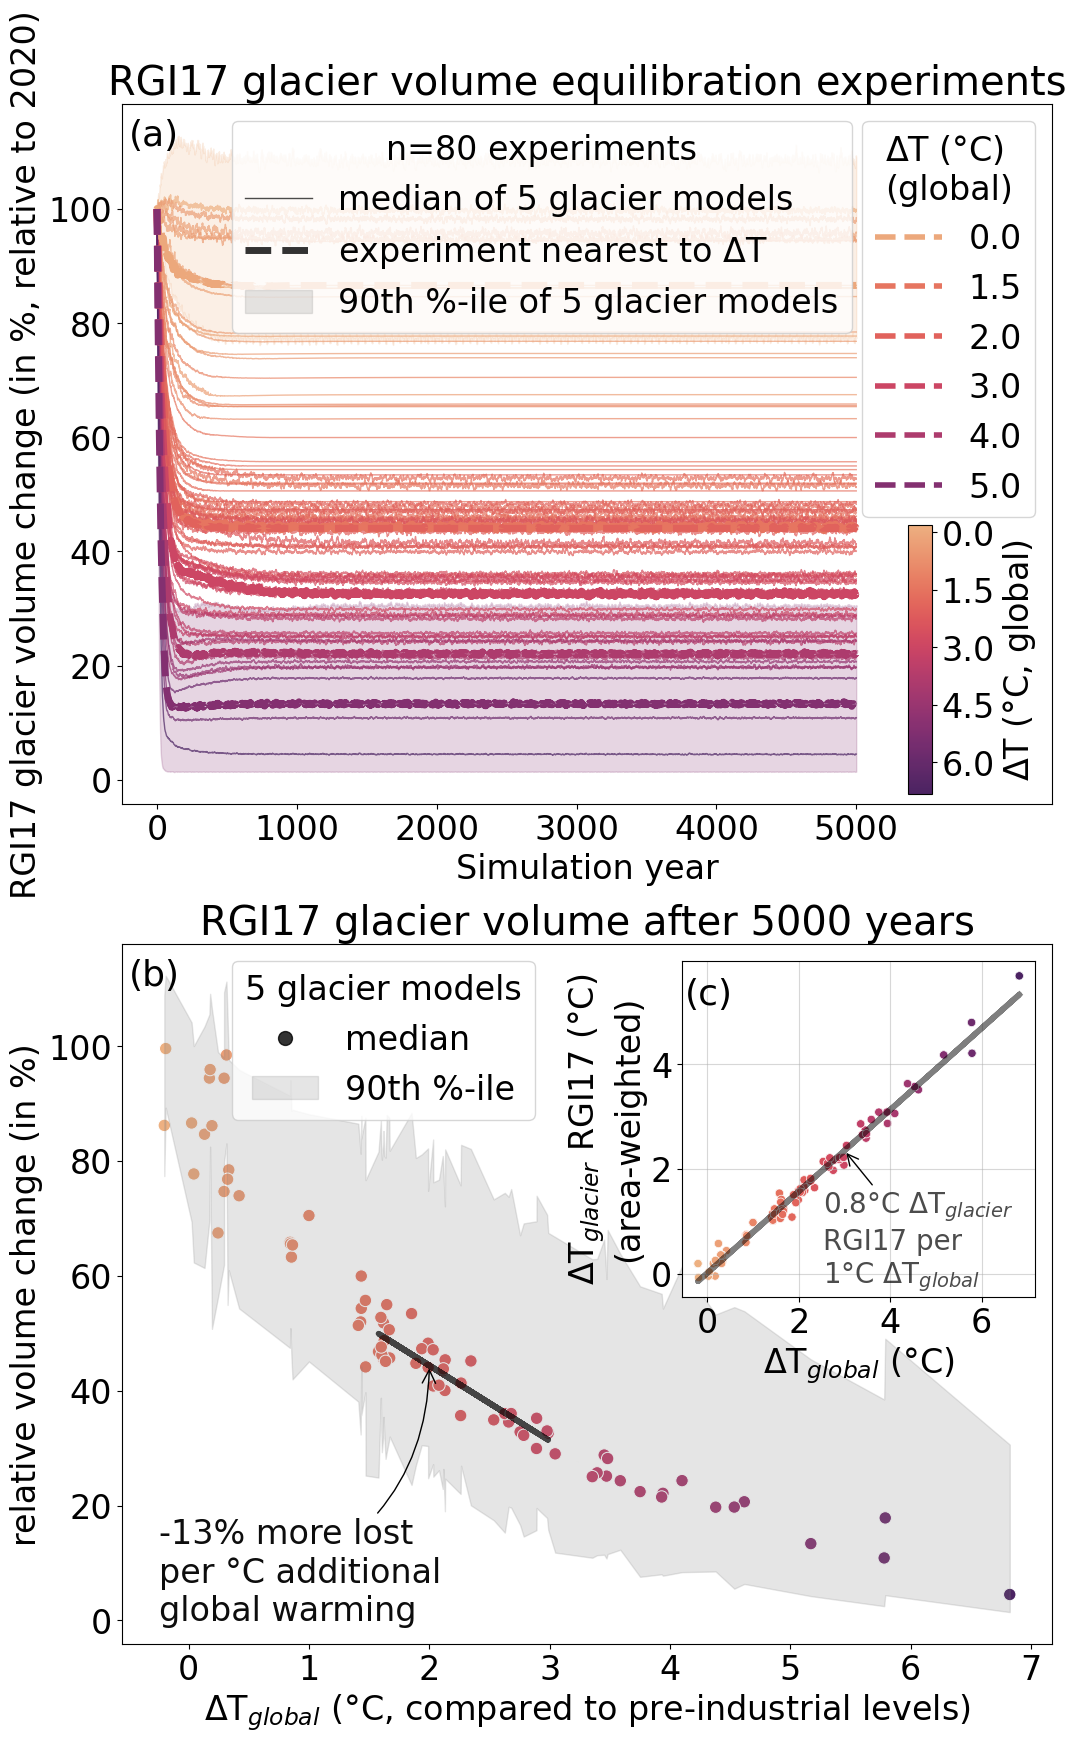 RGI17 glacier volume equilibration experiments
RGI17 glacier volume change (in %, relative to 2020)
(a)
n=80 experiments
median of 5 glacier models
experiment nearest to ΔT
90th %-ile of 5 glacier models
ΔT (°C)
(global)
0.0
1.5
2.0
3.0
4.0
5.0
100
80
60
40
20
0
0.0
1.5
3.0
4.5
6.0
ΔT (°C, global)
0 1000 2000 3000 4000 5000
Simulation year
RGI17 glacier volume after 5000 years
relative volume change (in %)
(b)
5 glacier models
median
90th %-ile
100
80
60
40
20
0
-13% more lost
per °C additional
global warming
(c)
ΔTglacier RGI17 (°C)
(area-weighted)
4
2
0
0.8°C ΔTglacier
RGI17 per
1°C ΔTglobal
0 2 4 6
ΔTglobal (°C)
0 1 2 3 4 5 6 7
ΔTglobal (°C, compared to pre-industrial levels)